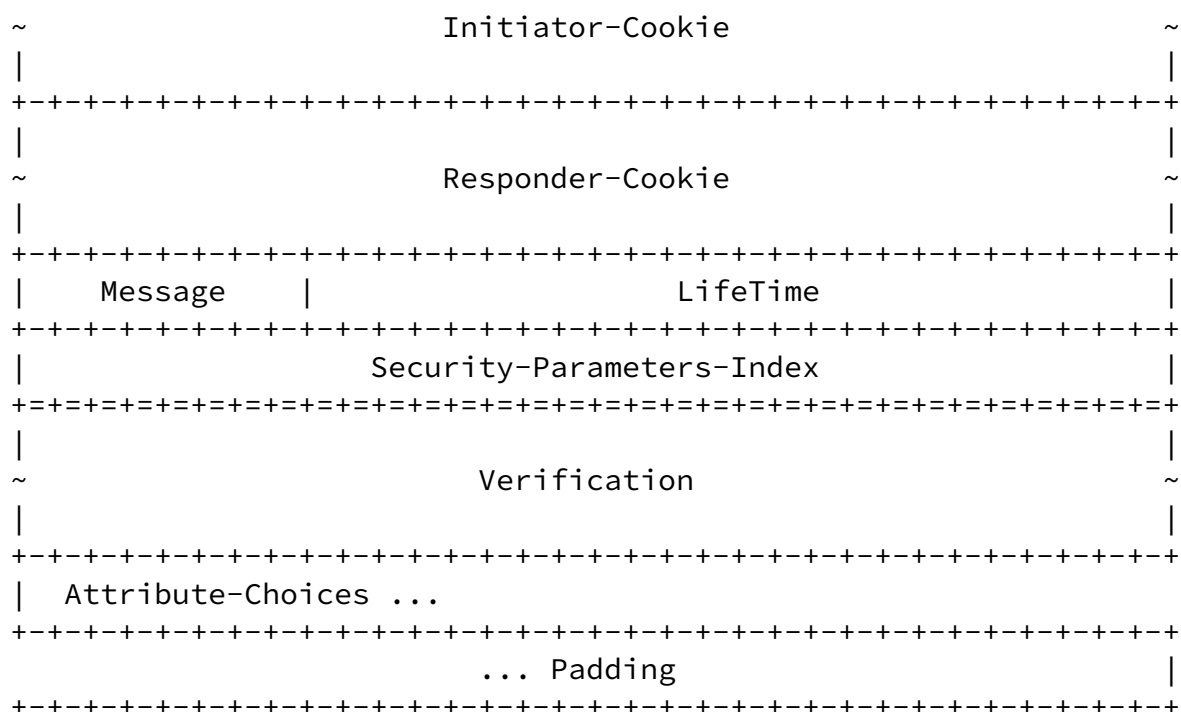 ~                       Initiator-Cookie                        ~
|                                                               |
+-+-+-+-+-+-+-+-+-+-+-+-+-+-+-+-+-+-+-+-+-+-+-+-+-+-+-+-+-+-+-+-+
|                                                               |
~                       Responder-Cookie                        ~
|                                                               |
+-+-+-+-+-+-+-+-+-+-+-+-+-+-+-+-+-+-+-+-+-+-+-+-+-+-+-+-+-+-+-+-+
|    Message    |                    LifeTime                   |
+-+-+-+-+-+-+-+-+-+-+-+-+-+-+-+-+-+-+-+-+-+-+-+-+-+-+-+-+-+-+-+-+
|                   Security-Parameters-Index                   |
+=+=+=+=+=+=+=+=+=+=+=+=+=+=+=+=+=+=+=+=+=+=+=+=+=+=+=+=+=+=+=+=+
|                                                               |
~                         Verification                          ~
|                                                               |
+-+-+-+-+-+-+-+-+-+-+-+-+-+-+-+-+-+-+-+-+-+-+-+-+-+-+-+-+-+-+-+-+
|  Attribute-Choices ...
+-+-+-+-+-+-+-+-+-+-+-+-+-+-+-+-+-+-+-+-+-+-+-+-+-+-+-+-+-+-+-+-+
                          ... Padding                           |
+-+-+-+-+-+-+-+-+-+-+-+-+-+-+-+-+-+-+-+-+-+-+-+-+-+-+-+-+-+-+-+-+